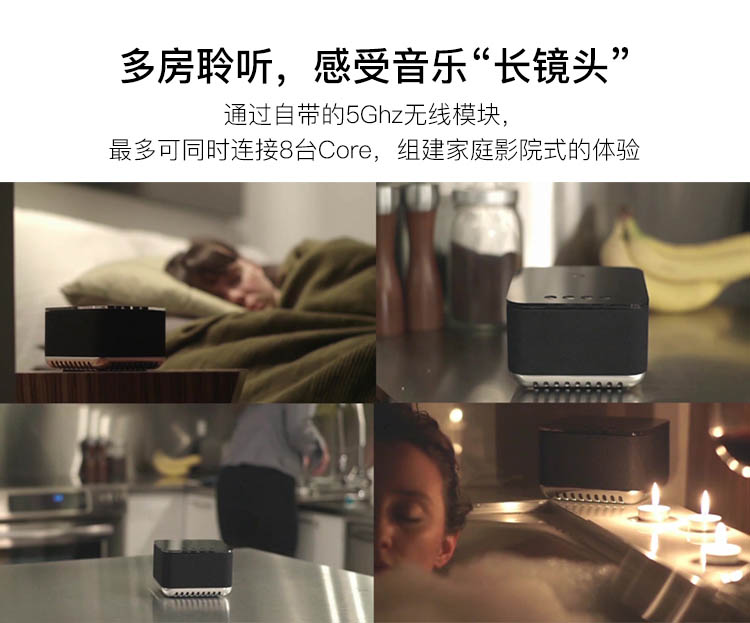 多房聆听，感受音乐“长镜头”
通过自带的5Ghz无线模块，
最多可同时连接8台Core，组建家庭影院式的体验